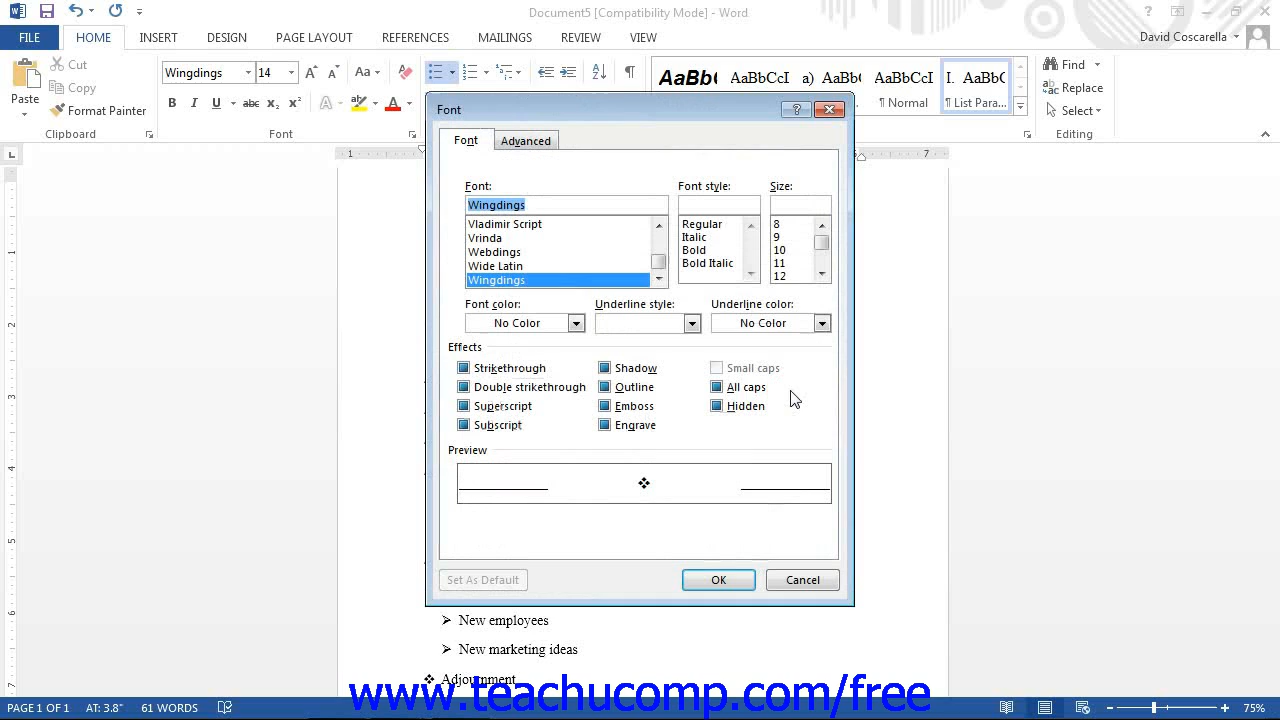 Document5 [Compatibility Mode] - Word
FILE HOME INSERT DESIGN PAGE LAYOUT REFERENCES MAILINGS REVIEW VIEW David Coscarella
Paste
Cut
Copy
Format Painter
Clipboard
Wingdings 14
Font
AaBb( AaBbCcI a) AaBb( AaBbCcI I. AaBbC
¶ Normal ¶ List Para...
Find
Replace
Select
Editing
Font
Font Advanced
Font: Font style: Size:
Wingdings
Vladimir Script Regular 8
Vrinda Italic 9
Webdings Bold 10
Wide Latin Bold Italic 11
Wingdings 12
Font color: Underline style: Underline color:
No Color No Color
Effects
Strikethrough Shadow Small caps
Double strikethrough Outline All caps
Superscript Emboss Hidden
Subscript Engrave
Preview
Set As Default OK Cancel
New employees
New marketing ideas
Adjournment
www.teachucomp.com/free
PAGE 1 OF 1 AT: 3.8" 61 WORDS 75%